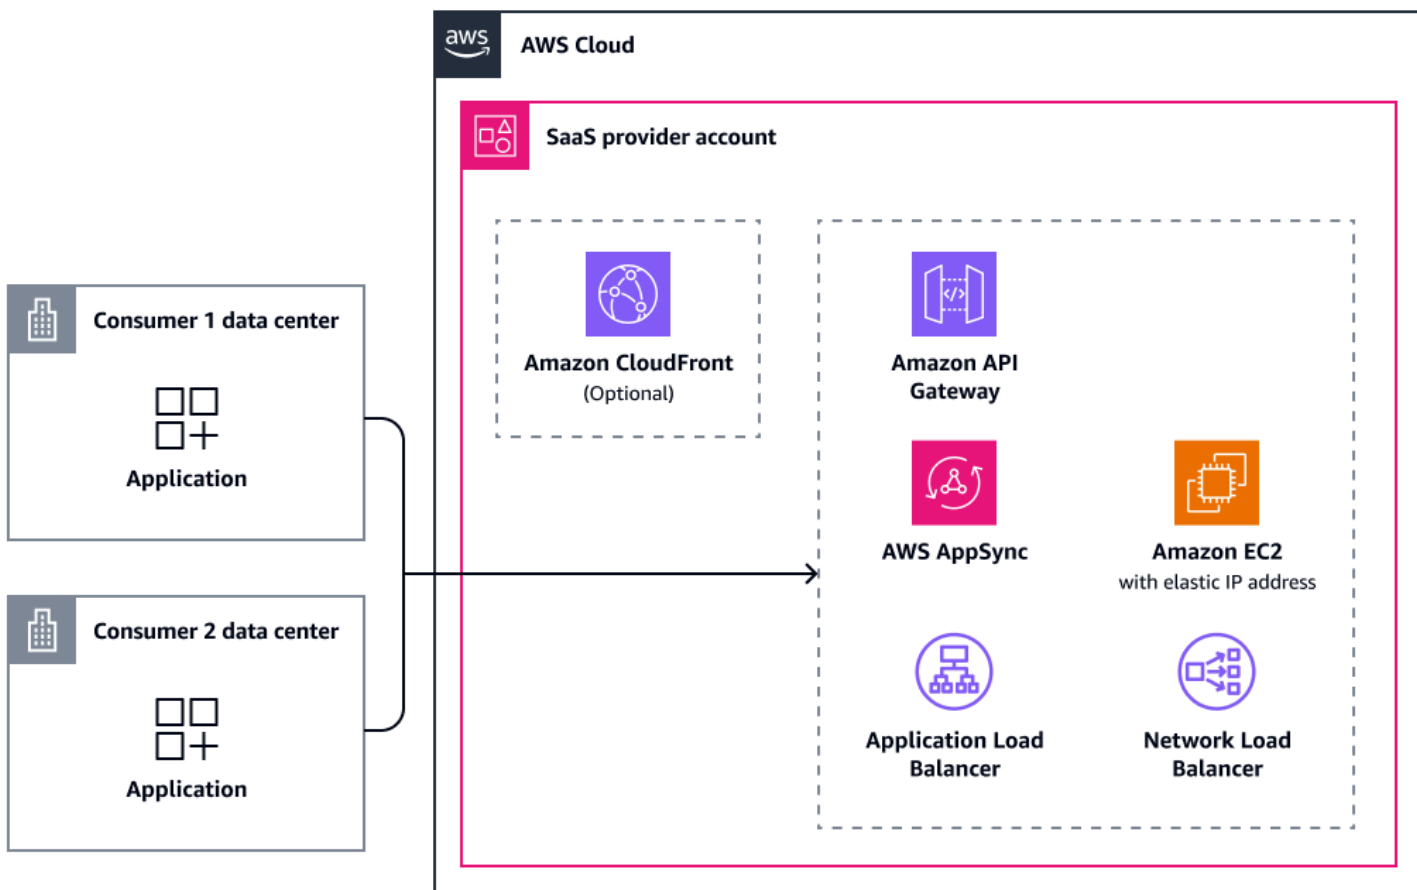 aws
AWS Cloud
SaaS provider account
Consumer 1 data center
Application
Consumer 2 data center
Application
Amazon CloudFront
(Optional)
Amazon API
Gateway
</>
AWS AppSync
Amazon EC2
with elastic IP address
Application Load
Balancer
Network Load
Balancer